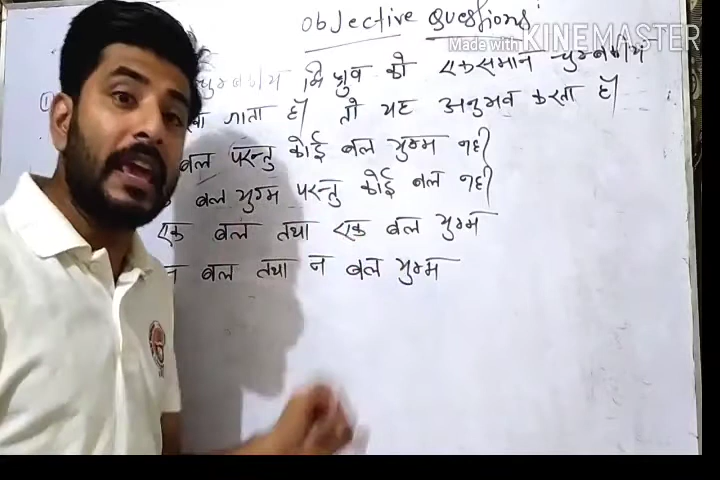 objective questions
Made with KINEMASTER
चुम्बकीय द्विध्रुव को एकसमान चुम्बकीय
जाता है। तो यह अनुभव करता है।
बल परन्तु कोई बल युग्म नहीं
बल युग्म परन्तु कोई बल नहीं
एक बल तथा एक बल युग्म
न बल तथा न बल युग्म